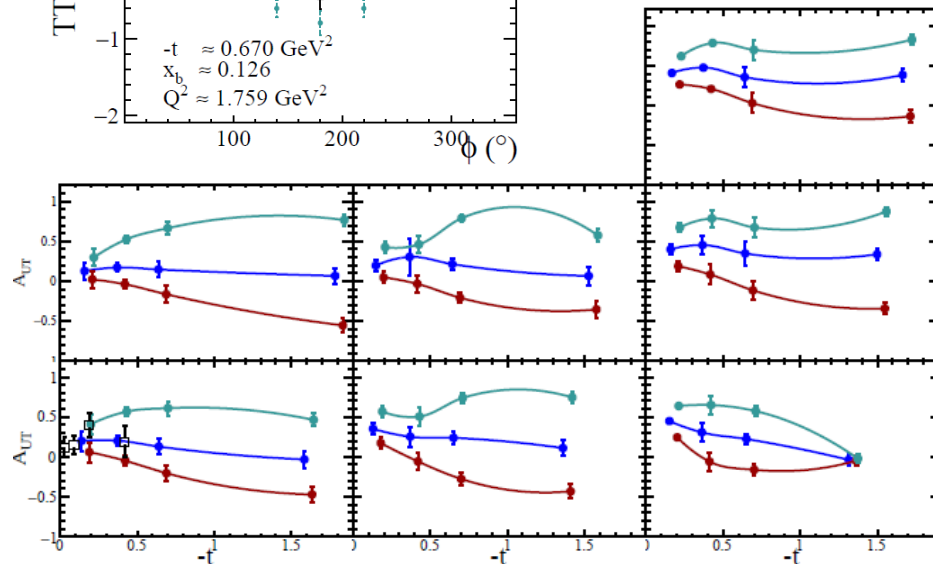 TT
−1
−2
-t ≈ 0.670 GeV²
x_b ≈ 0.126
Q² ≈ 1.759 GeV²
100 200 300
ϕ (°)
1
0.5
0
−0.5
A_UT
0.5
0
−0.5
−1
A_UT
0 0.5 1 1.5
0.5 1 1.5
0.5 1 1.5
-t -t -t